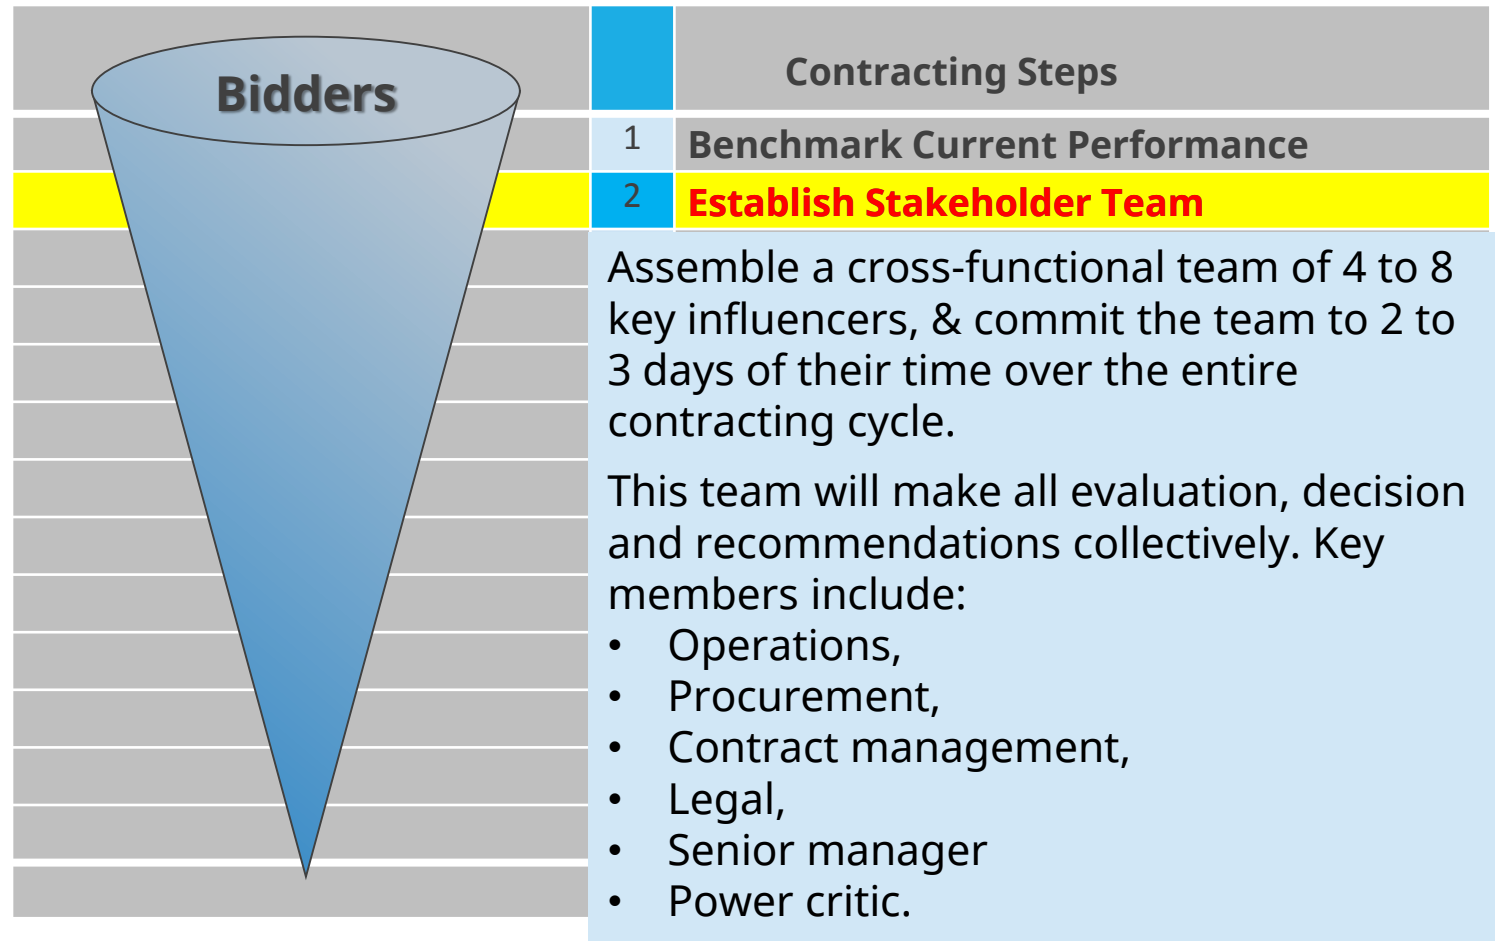 Bidders
Contracting Steps
1 Benchmark Current Performance
2 Establish Stakeholder Team
Assemble a cross-functional team of 4 to 8
key influencers, & commit the team to 2 to
3 days of their time over the entire
contracting cycle.
This team will make all evaluation, decision
and recommendations collectively. Key
members include:
• Operations,
• Procurement,
• Contract management,
• Legal,
• Senior manager
• Power critic.